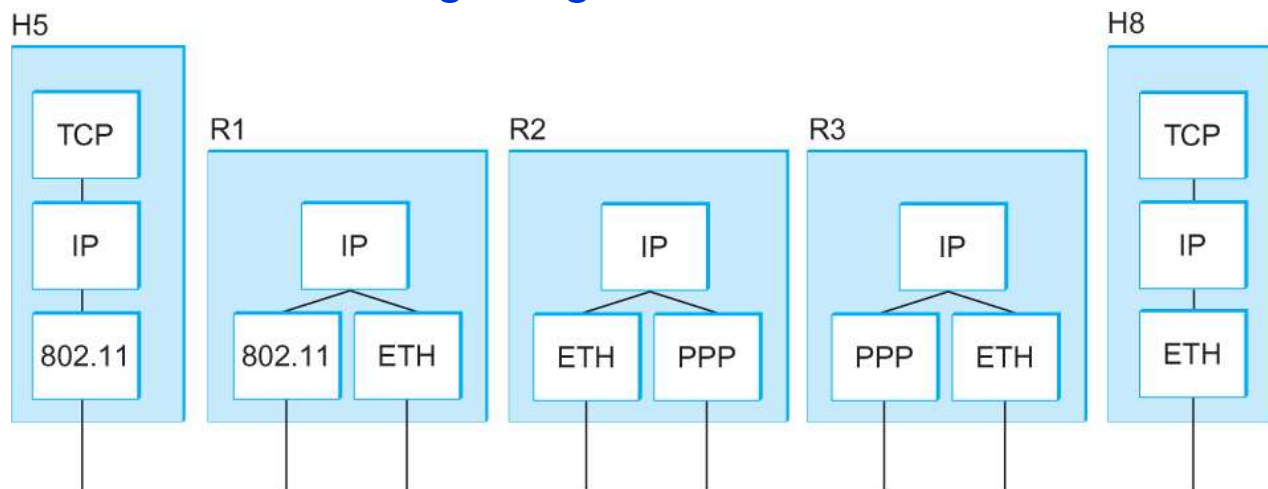 H5
H8
R1
R2
R3
TCP
TCP
IP
IP
IP
IP
IP
802.11
802.11
ETH
ETH
PPP
PPP
ETH
ETH